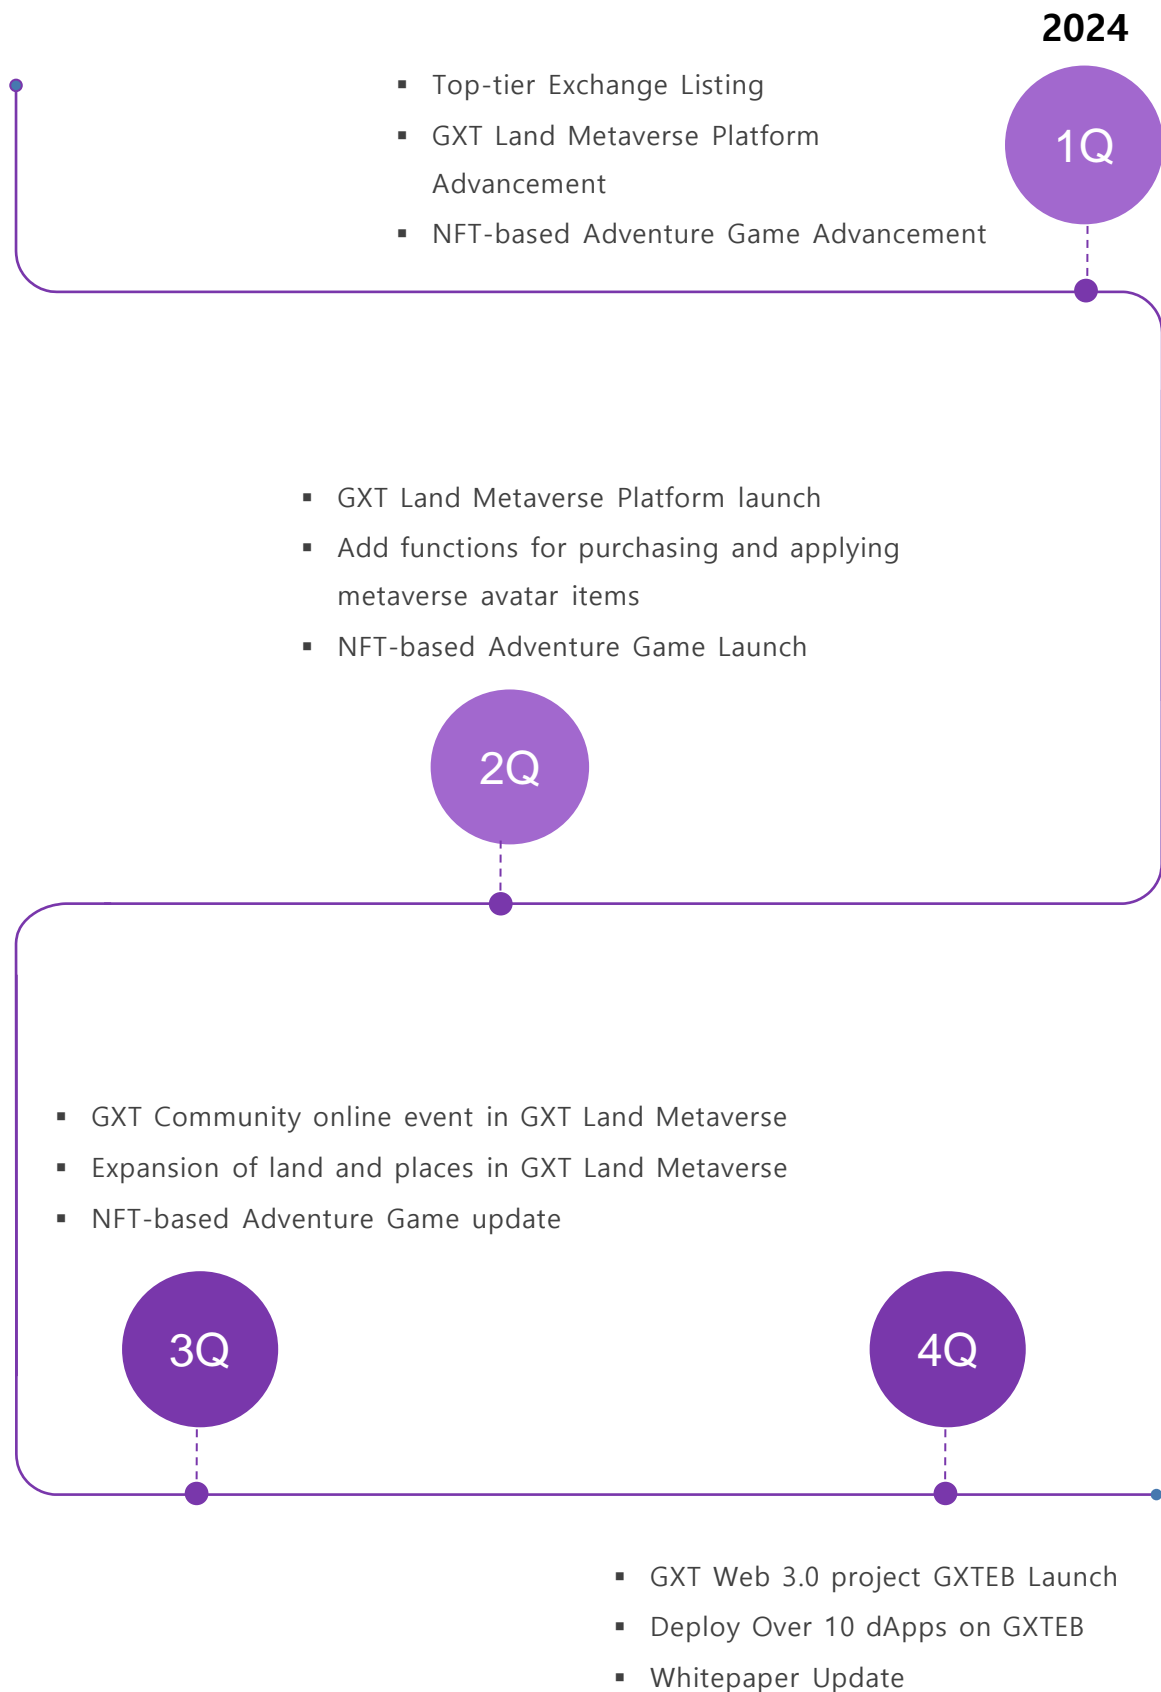 2024
1Q
▪ Top-tier Exchange Listing
▪ GXT Land Metaverse Platform
Advancement
▪ NFT-based Adventure Game Advancement
▪ GXT Land Metaverse Platform launch
▪ Add functions for purchasing and applying
metaverse avatar items
▪ NFT-based Adventure Game Launch
2Q
▪ GXT Community online event in GXT Land Metaverse
▪ Expansion of land and places in GXT Land Metaverse
▪ NFT-based Adventure Game update
3Q
4Q
▪ GXT Web 3.0 project GXTEB Launch
▪ Deploy Over 10 dApps on GXTEB
▪ Whitepaper Update